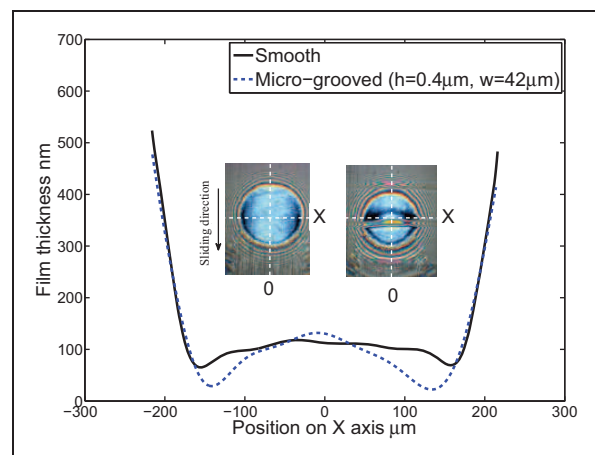 700
600
500
400
300
200
100
0
Film thickness nm
Smooth
Micro−grooved (h=0.4μm, w=42μm)
Sliding direction
X
X
0
0
−300
−200
−100
0
100
200
300
Position on X axis μm